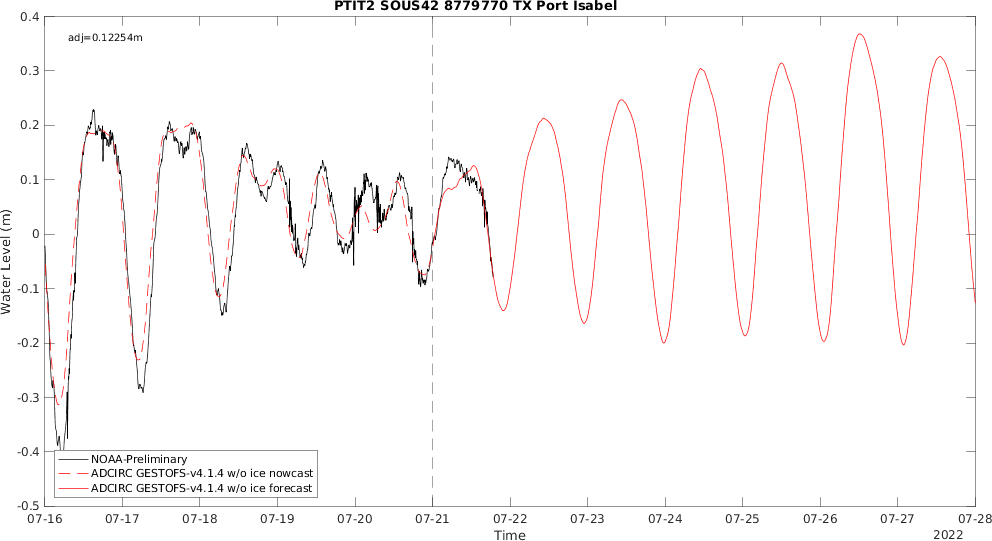 PTIT2 SOUS42 8779770 TX Port Isabel
adj=0.12254m
0.4
0.3
0.2
0.1
0
-0.1
-0.2
-0.3
-0.4
-0.5
Water Level (m)
NOAA-Preliminary
ADCIRC GESTOFS-v4.1.4 w/o ice nowcast
ADCIRC GESTOFS-v4.1.4 w/o ice forecast
07-16 07-17 07-18 07-19 07-20 07-21 07-22 07-23 07-24 07-25 07-26 07-27 07-28
Time
2022